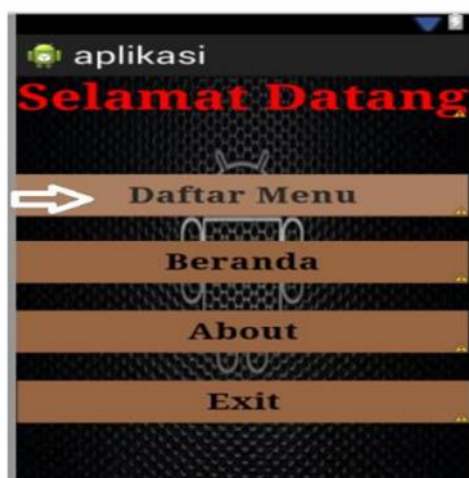 aplikasi
Selamat Datang
Daftar Menu
Beranda
About
Exit